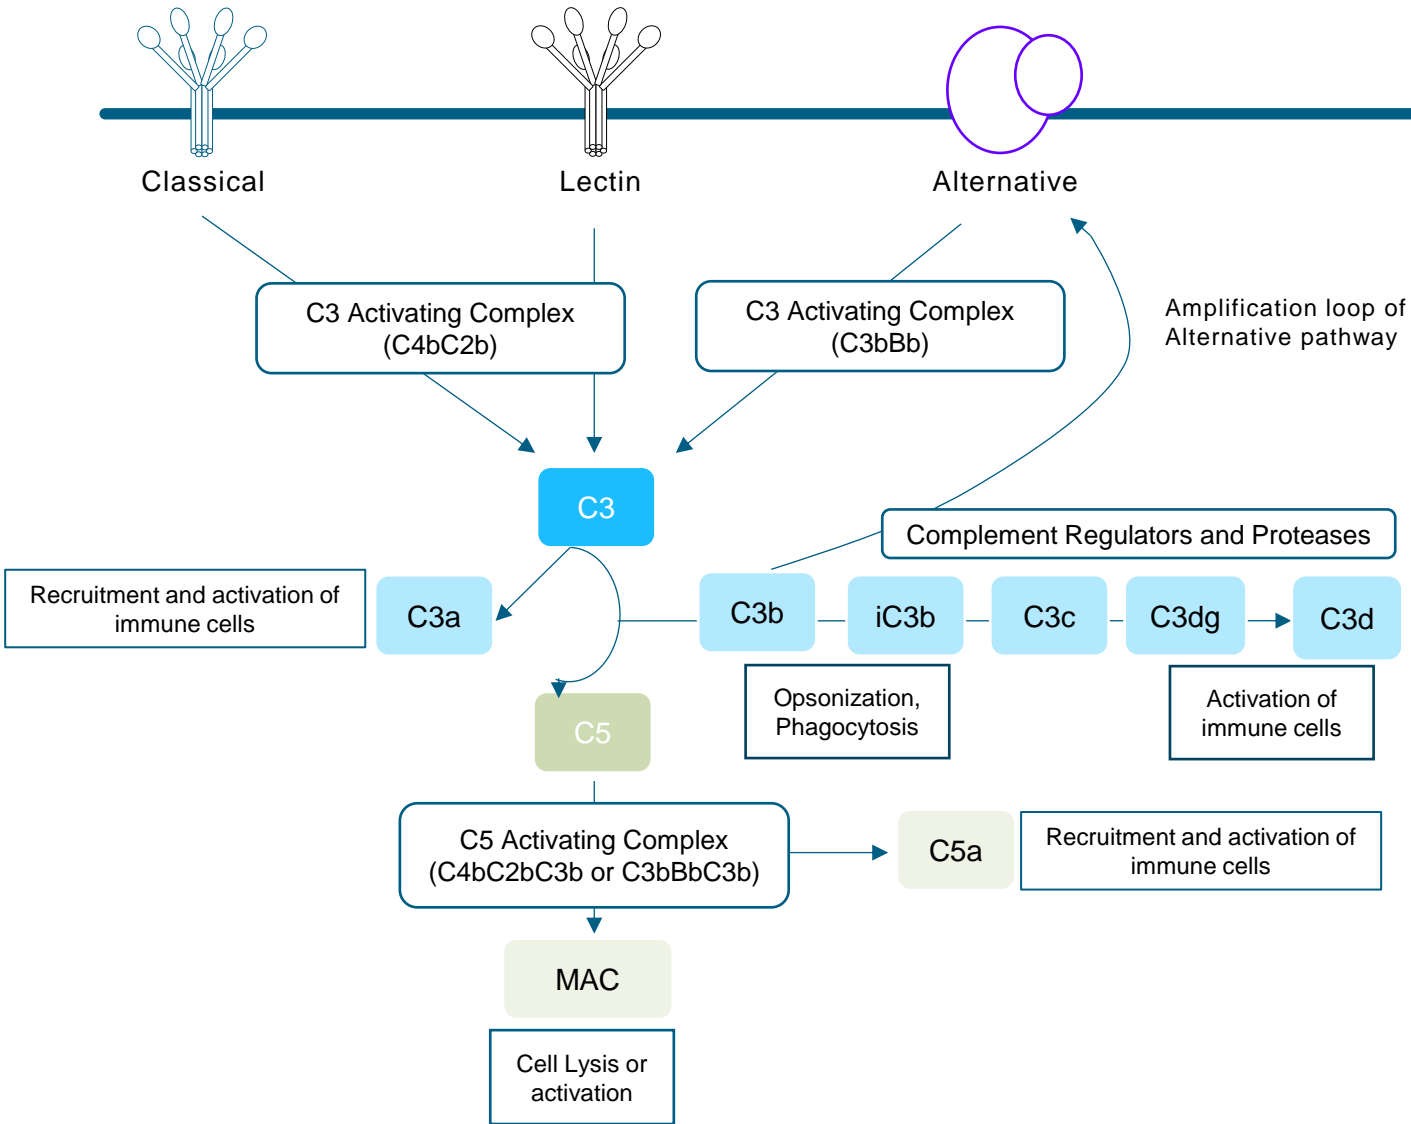 Classical
Lectin
Alternative
C3 Activating Complex
(C4bC2b)
C3 Activating Complex
(C3bBb)
Amplification loop of
Alternative pathway
C3
Complement Regulators and Proteases
Recruitment and activation of
immune cells
C3a
C3b
iC3b
C3c
C3dg
C3d
Opsonization,
Phagocytosis
Activation of
immune cells
C5
C5 Activating Complex
(C4bC2bC3b or C3bBbC3b)
C5a
Recruitment and activation of
immune cells
MAC
Cell Lysis or
activation